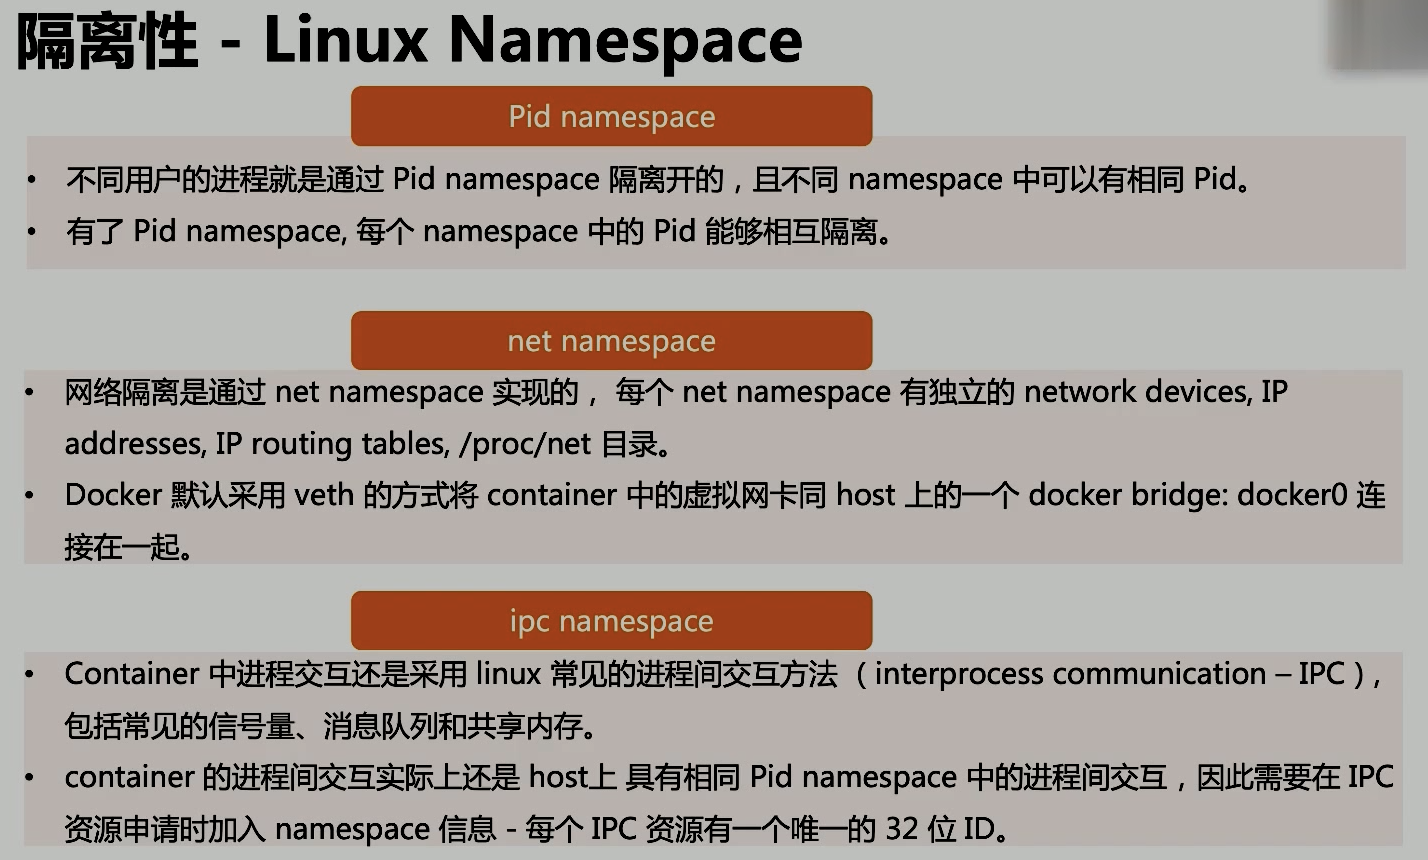 隔离性 - Linux Namespace
Pid namespace
• 不同用户的进程就是通过 Pid namespace 隔离开的，且不同 namespace 中可以有相同 Pid。
• 有了 Pid namespace, 每个 namespace 中的 Pid 能够相互隔离。
net namespace
• 网络隔离是通过 net namespace 实现的， 每个 net namespace 有独立的 network devices, IP
addresses, IP routing tables, /proc/net 目录。
• Docker 默认采用 veth 的方式将 container 中的虚拟网卡同 host 上的一个 docker bridge: docker0 连
接在一起。
ipc namespace
• Container 中进程交互还是采用 linux 常见的进程间交互方法 （interprocess communication – IPC），
包括常见的信号量、消息队列和共享内存。
• container 的进程间交互实际上还是 host上 具有相同 Pid namespace 中的进程间交互，因此需要在 IPC
资源申请时加入 namespace 信息 - 每个 IPC 资源有一个唯一的 32 位 ID。